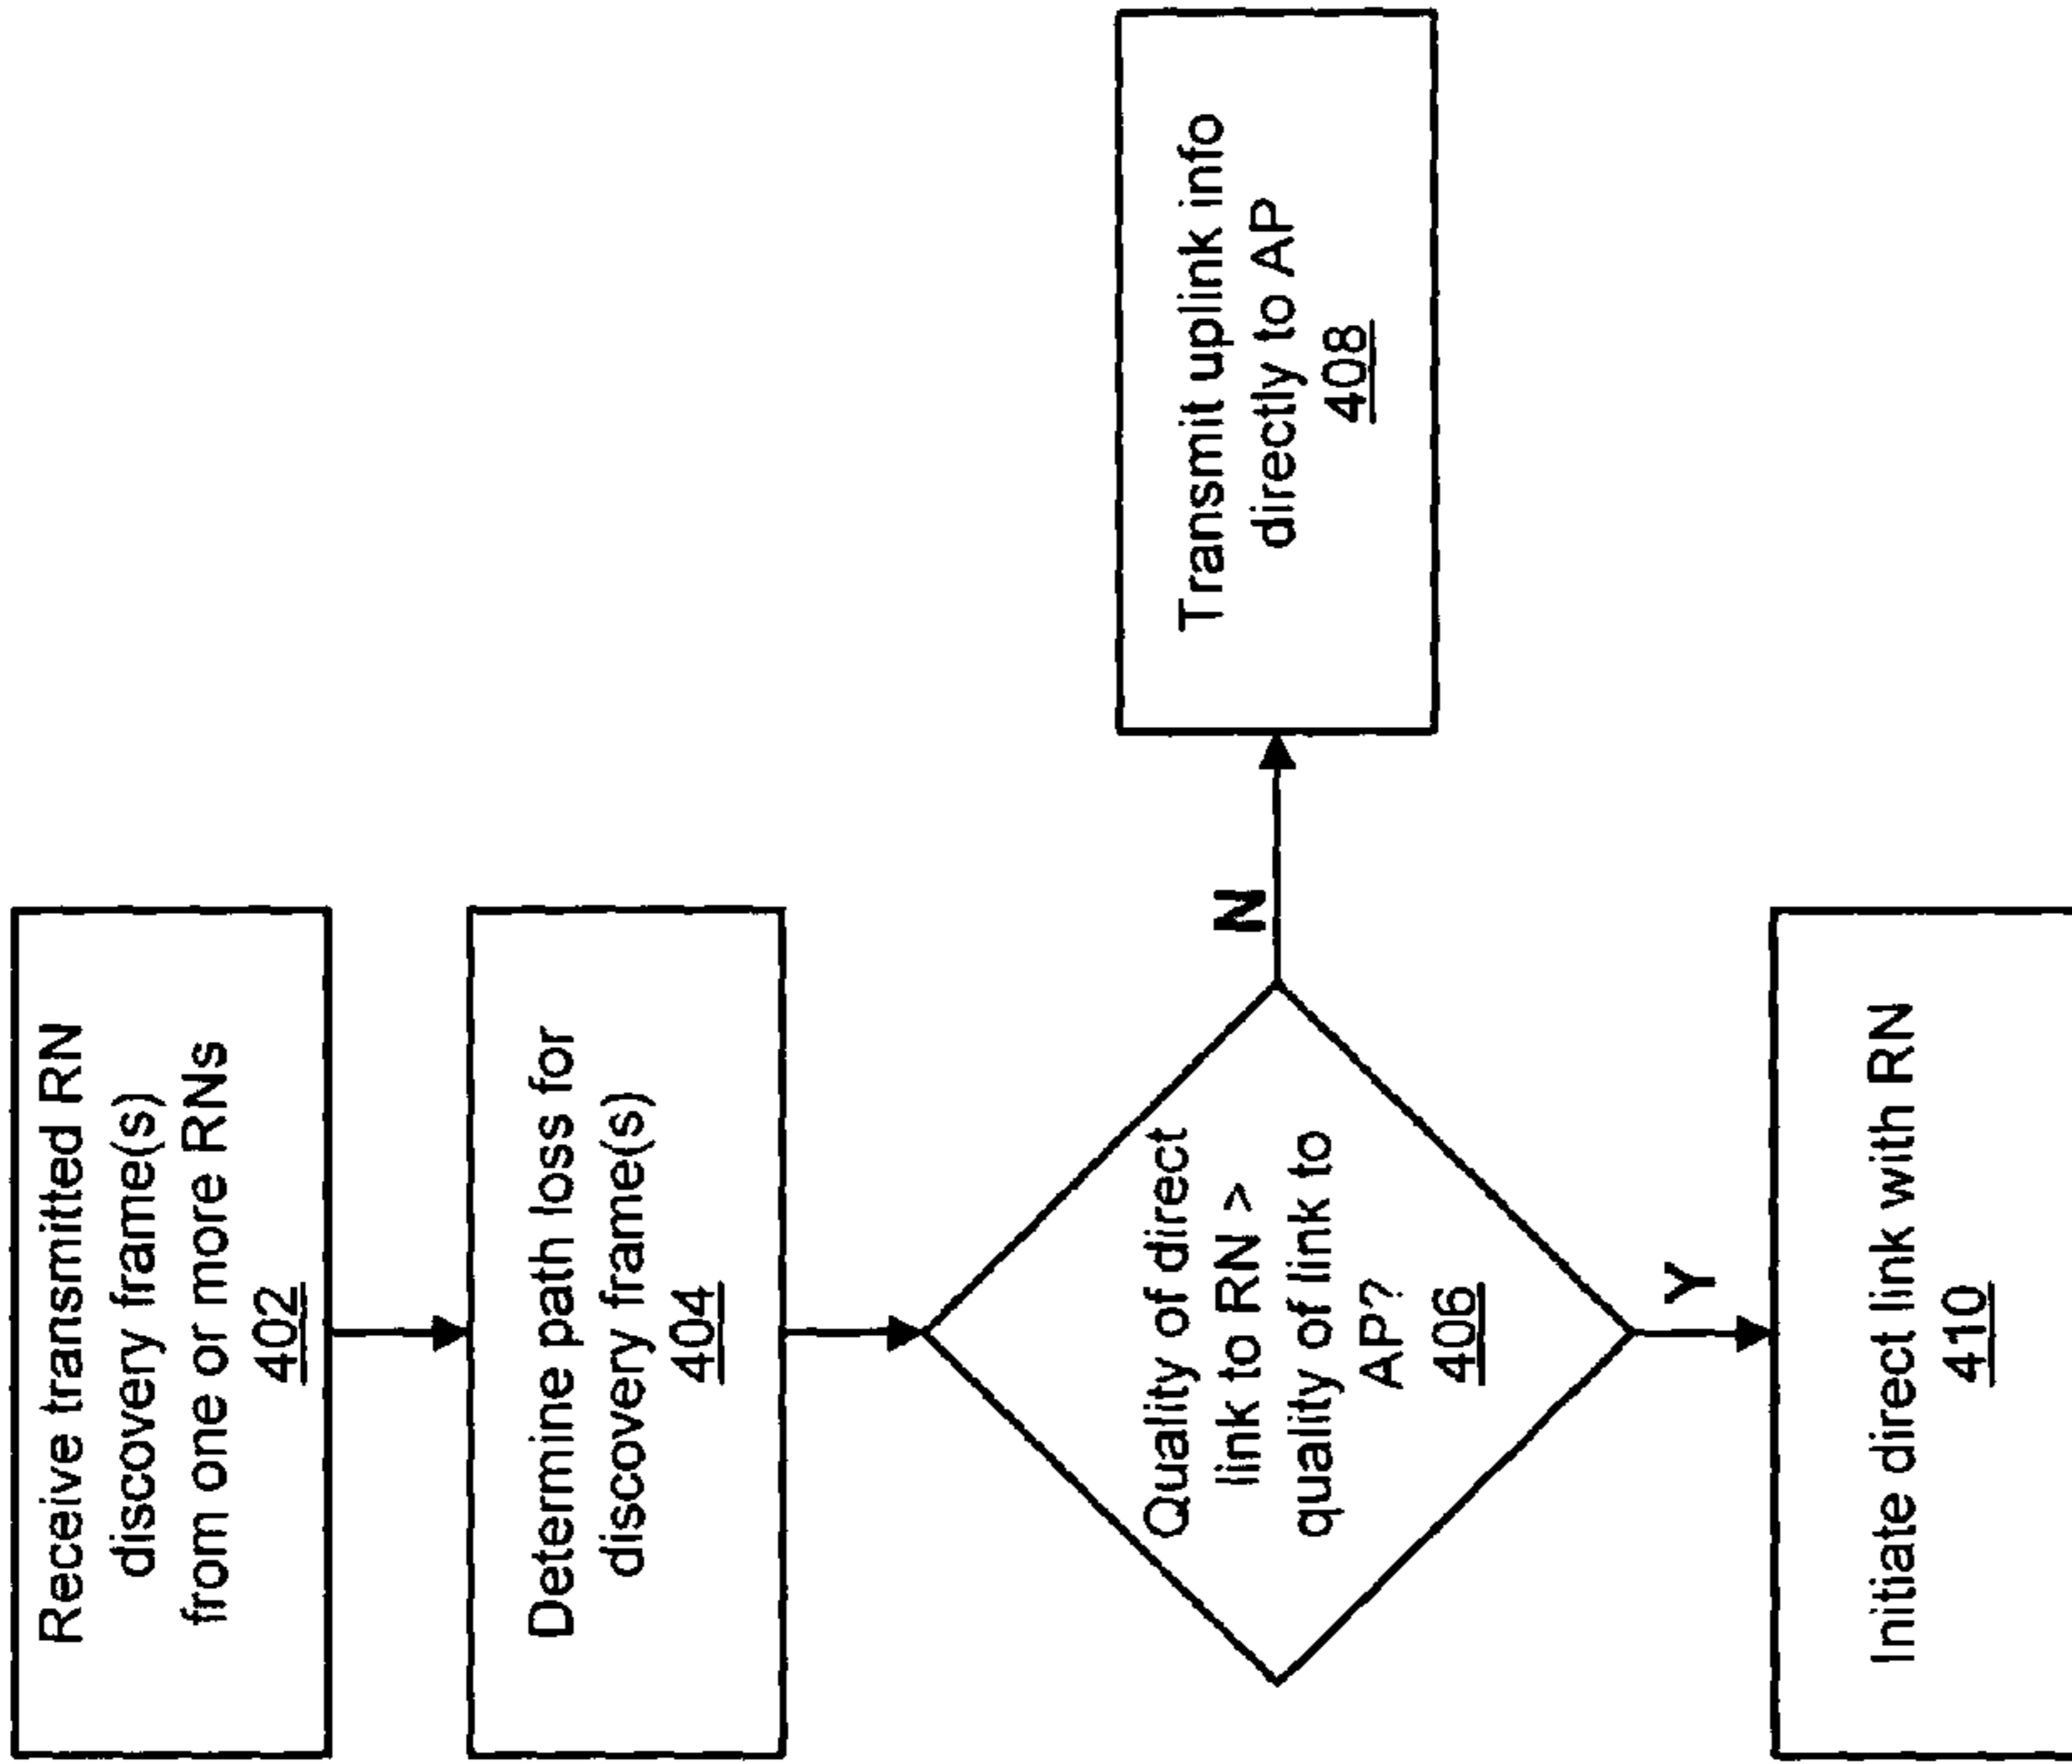 Receive transmitted RN
discovery frame(s)
from one or more RNs
402
Determine path loss for
discovery frame(s)
404
Quality of direct
link to RN >
quality of link to
AP?
406
N
Transmit uplink info
directly to AP
408
Y
Initiate direct link with RN
410